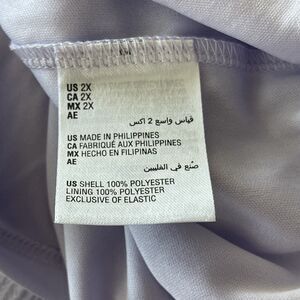 US 2X
CA 2X
MX 2X
AE
قياس واسع 2 اكس
US MADE IN PHILIPPINES
CA FABRIQUÉ AUX PHILIPPINES
MX HECHO EN FILIPINAS
AE
صنع في الفلبين
US SHELL 100% POLYESTER
LINING 100% POLYESTER
EXCLUSIVE OF ELASTIC